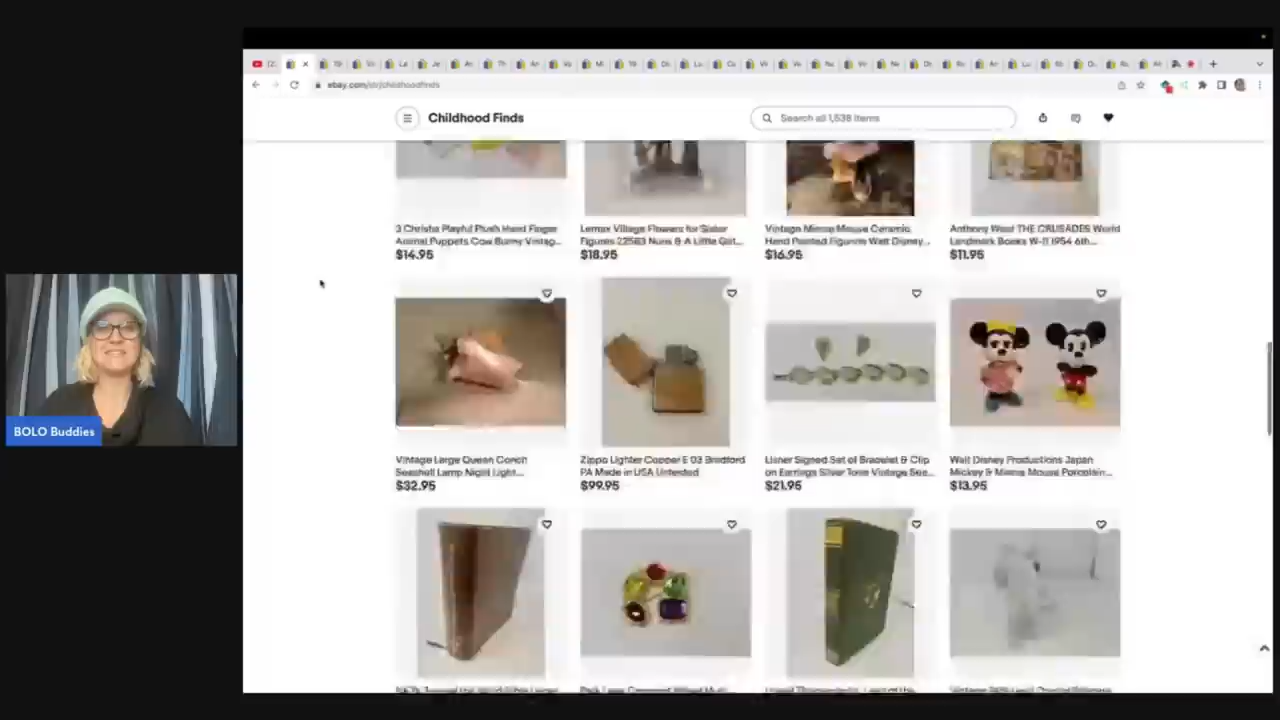 ebay.com/str/childhoodfinds
Childhood Finds
Search all 1,538 items
3 Christa Playful Plush Hand Finger
Animal Puppets Cow Bunny Vintag...
$14.95
Lemax Village Flowers for Sister
Figures 22583 Nuns & A Little Girl...
$18.95
Vintage Minnie Mouse Ceramic
Hand Painted Figurine Walt Disney...
$16.95
Anthony West THE CRUSADES World
Landmark Books W-11 1954 6th...
$11.95
Vintage Large Queen Conch
Seashell Lamp Night Light...
$32.95
Zippo Lighter Copper E 03 Bradford
PA Made in USA Untested
$99.95
Lisner Signed Set of Bracelet & Clip
on Earrings Silver Tone Vintage See...
$21.95
Walt Disney Productions Japan
Mickey & Minnie Mouse Porcelain...
$13.95
BOLO Buddies